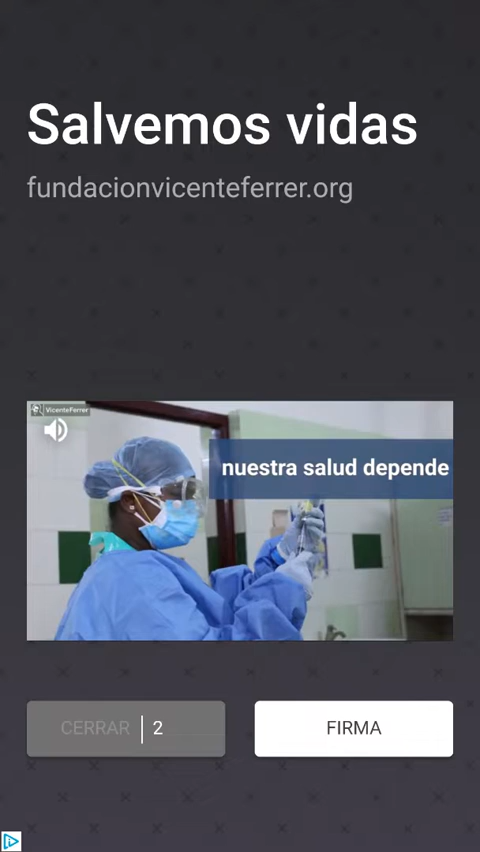 Salvemos vidas
fundacionvicenteferrer.org
VicenteFerrer
nuestra salud depende
CERRAR | 2
FIRMA